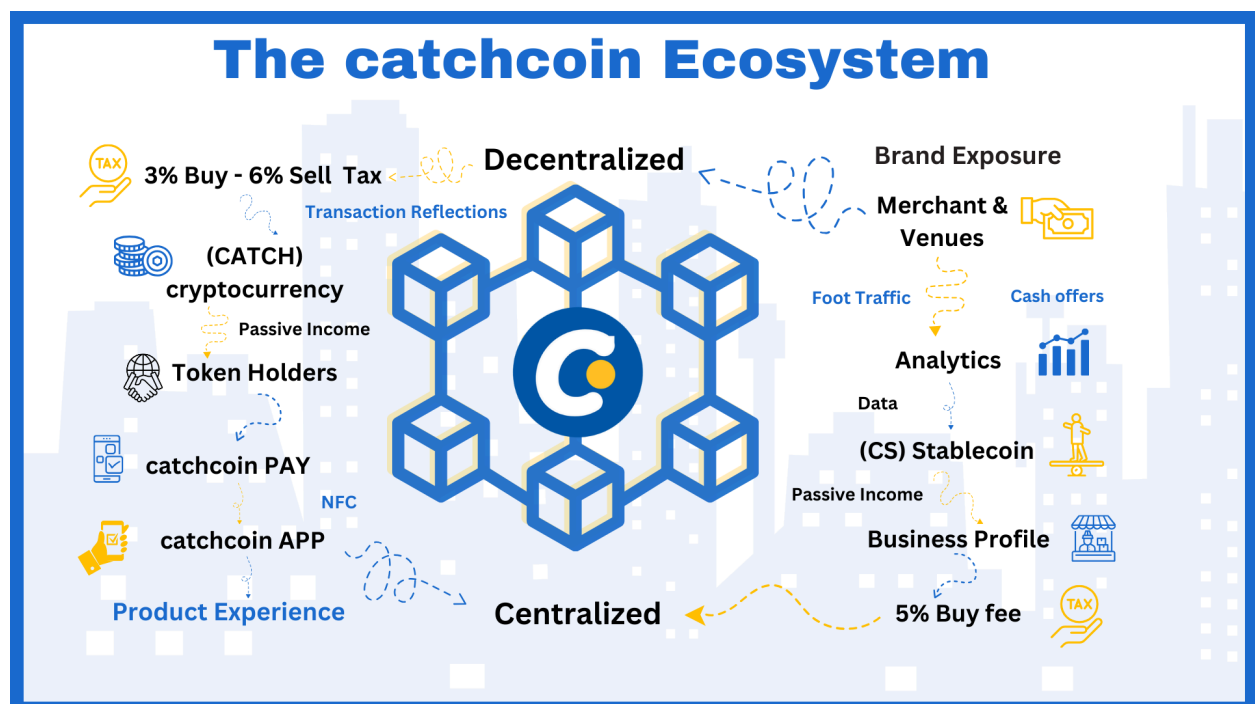 The catchcoin Ecosystem
TAX
3% Buy - 6% Sell Tax
Decentralized
Transaction Reflections
(CATCH)
cryptocurrency
Passive Income
Token Holders
catchcoin PAY
NFC
catchcoin APP
Product Experience
Centralized
Brand Exposure
Merchant &
Venues
Foot Traffic
Cash offers
Analytics
Data
(CS) Stablecoin
Passive Income
Business Profile
5% Buy fee
TAX